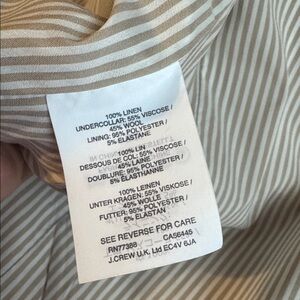 100% LINEN
UNDERCOLLAR: 55% VISCOSE /
45% WOOL
LINING: 95% POLYESTER /
5% ELASTANE
100% LIN
DESSOUS DE COL: 55% VISCOSE /
45% LAINE
DOUBLURE: 95% POLYESTER /
5% ELASTHANNE
100% LEINEN
UNTER KRAGEN: 55% VISKOSE /
45% WOLLE
FUTTER: 95% POLYESTER /
5% ELASTAN
SEE REVERSE FOR CARE
RN77388 CA56445
J.CREW U.K. Ltd EC4V 6JA